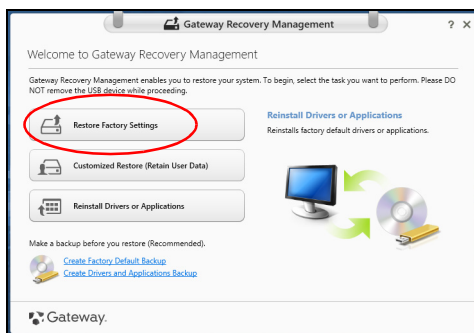 Gateway Recovery Management
? X
Welcome to Gateway Recovery Management
Gateway Recovery Management enables you to restore your system. To begin, select the task you want to perform. Please DO
NOT remove the USB device while proceeding.
Restore Factory Settings
Customized Restore (Retain User Data)
Reinstall Drivers or Applications
Reinstall Drivers or Applications
Reinstalls factory default drivers or applications.
Make a backup before you restore (Recommended).
Create Factory Default Backup
Create Drivers and Applications Backup
Gateway.